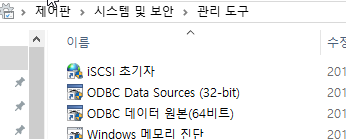 제어판 > 시스템 및 보안 > 관리 도구
이름 수정
iSCSI 초기자 201
ODBC Data Sources (32-bit) 201
ODBC 데이터 원본(64비트) 201
Windows 메모리 진단 201